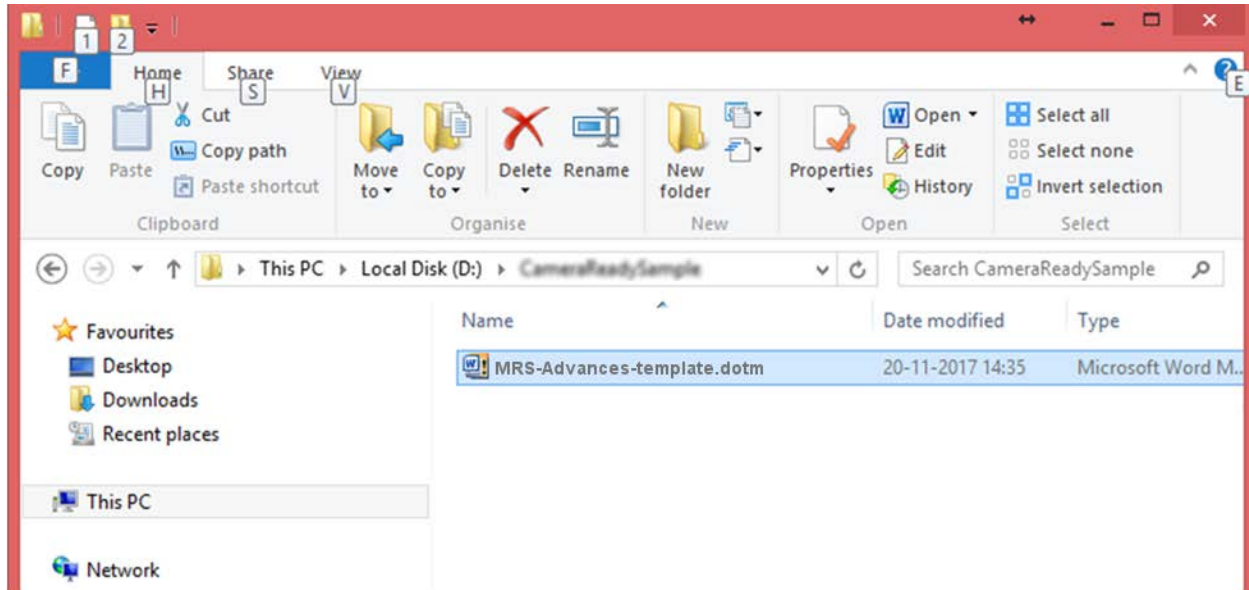 1 2
F Home H Share S View V E
Copy
Paste
Cut
Copy path
Paste shortcut
Clipboard
Move to
Copy to
Delete
Rename
Organise
New folder
New
Properties
Open
Edit
History
Open
Select all
Select none
Invert selection
Select
This PC Local Disk (D:) CameraReadySample
Search CameraReadySample
Favourites
Desktop
Downloads
Recent places
This PC
Network
Name Date modified Type
MRS-Advances-template.dotm 20-11-2017 14:35 Microsoft Word M...